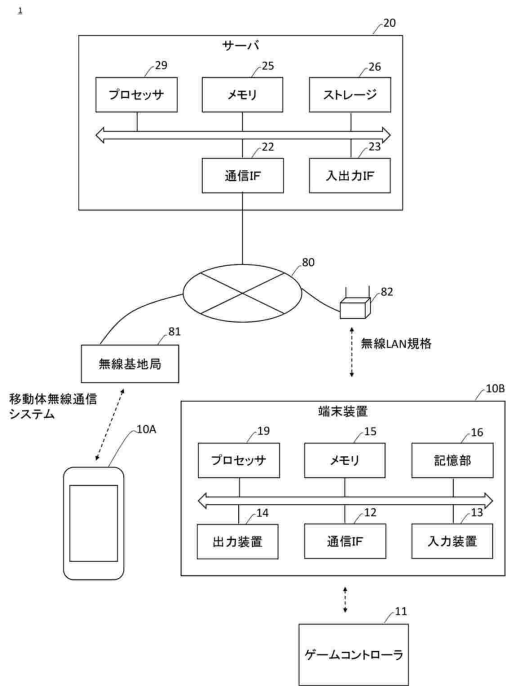 1
20
サーバ
29
25
26
プロセッサ
メモリ
ストレージ
22
23
通信IF
入出力IF
80
82
81
無線基地局
無線LAN規格
移動体無線通信
システム
10A
10B
端末装置
19
15
16
プロセッサ
メモリ
記憶部
14
12
13
出力装置
通信IF
入力装置
11
ゲームコントローラ